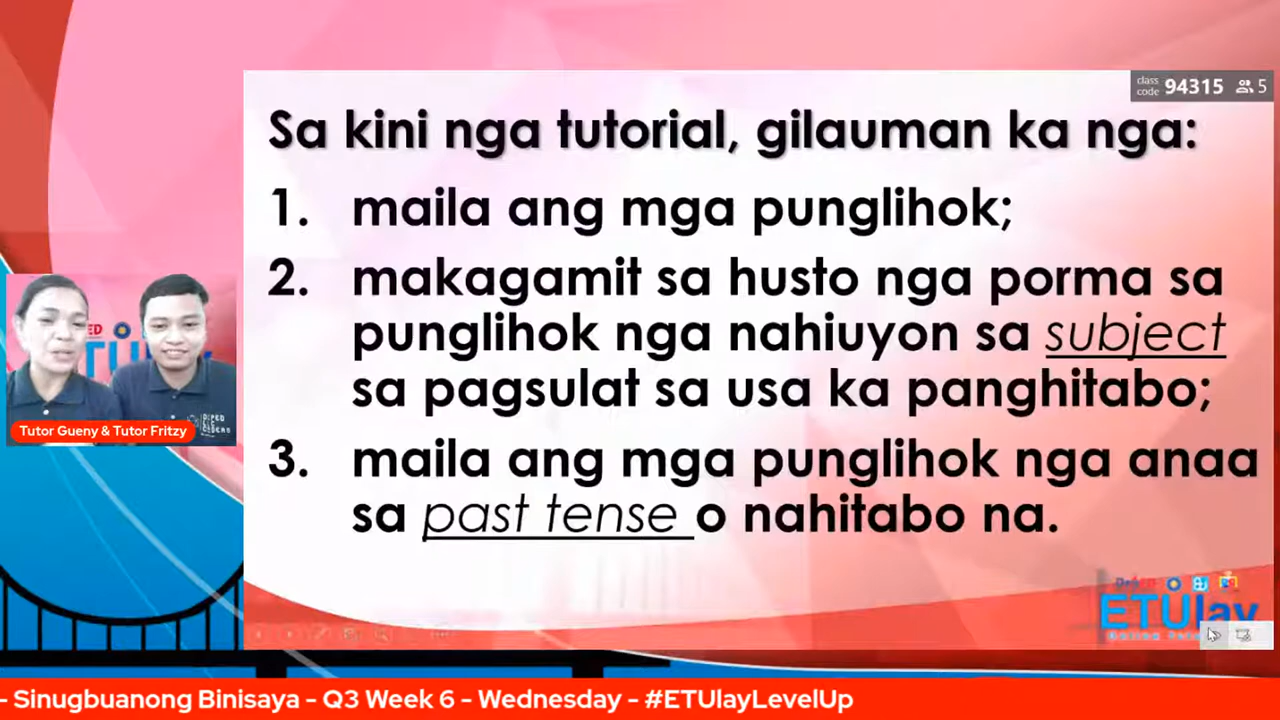 class code 94315 5
Sa kini nga tutorial, gilauman ka nga:
1. maila ang mga punglihok;
2. makagamit sa husto nga porma sa
punglihok nga nahiuyon sa subject
sa pagsulat sa usa ka panghitabo;
3. maila ang mga punglihok nga anaa
sa past tense o nahitabo na.
Tutor Gueny & Tutor Fritzy
ETUlay
- Sinugbuanong Binisaya - Q3 Week 6 - Wednesday - #ETUlayLevelUp